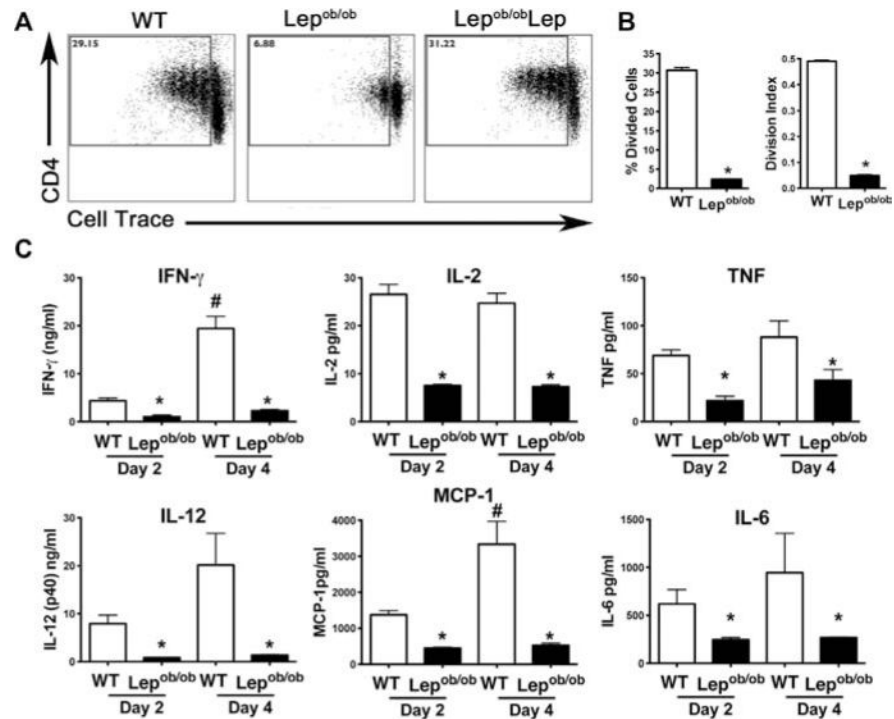 A
WT
Lep^ob/ob
Lep^ob/obLep
29.15
6.88
31.22
CD4
Cell Trace
B
% Divided Cells
35
30
25
20
15
10
5
0
WT Lep^ob/ob
Division Index
0.5
0.4
0.3
0.2
0.1
0.0
WT Lep^ob/ob
*
*
C
IFN-γ
IFN-γ (ng/ml)
30
20
10
0
#
*
*
WT Lep^ob/ob WT Lep^ob/ob
Day 2 Day 4
IL-2
IL-2 pg/ml
30
20
10
0
*
*
WT Lep^ob/ob WT Lep^ob/ob
Day 2 Day 4
TNF
TNF pg/ml
150
100
50
0
*
*
WT Lep^ob/ob WT Lep^ob/ob
Day 2 Day 4
IL-12
IL-12 (p40) ng/ml
30
20
10
0
*
*
WT Lep^ob/ob WT Lep^ob/ob
Day 2 Day 4
MCP-1
MCP-1pg/ml
4000
3000
2000
1000
0
#
*
*
WT Lep^ob/ob WT Lep^ob/ob
Day 2 Day 4
IL-6
IL-6 pg/ml
1500
1000
500
0
*
*
WT Lep^ob/ob WT Lep^ob/ob
Day 2 Day 4